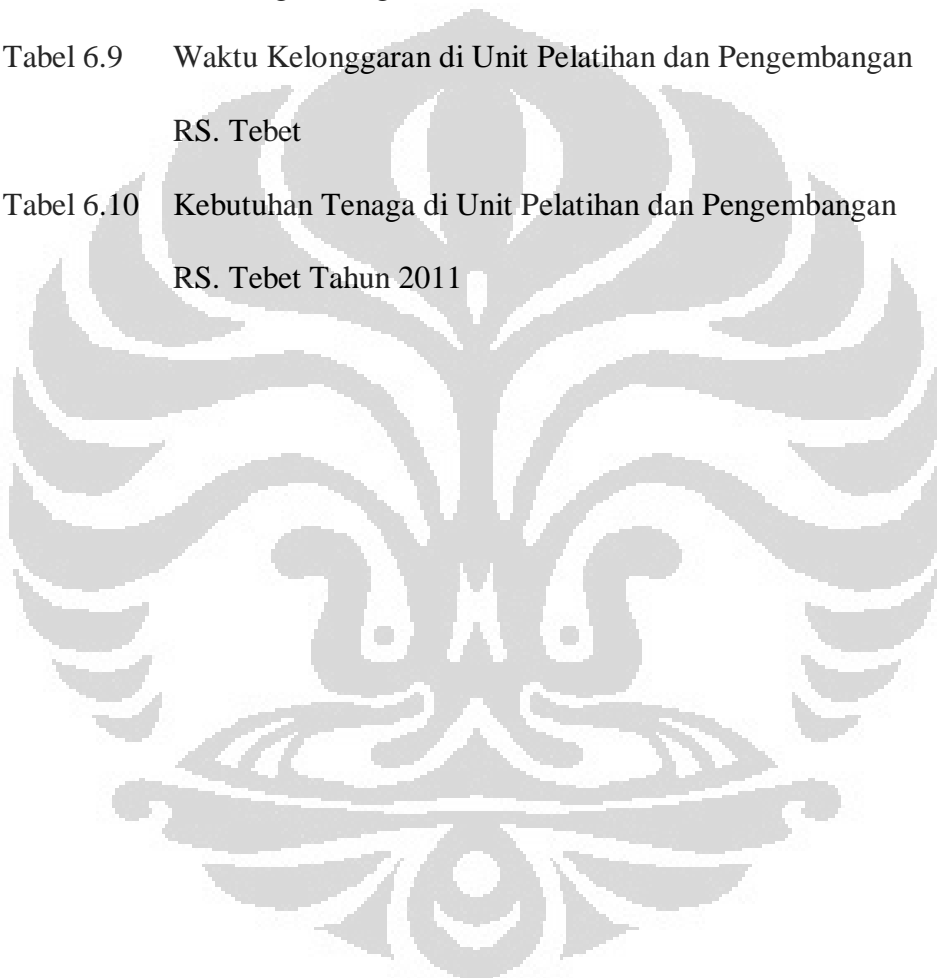 Tabel 6.9 Waktu Kelonggaran di Unit Pelatihan dan Pengembangan
RS. Tebet
Tabel 6.10 Kebutuhan Tenaga di Unit Pelatihan dan Pengembangan
RS. Tebet Tahun 2011